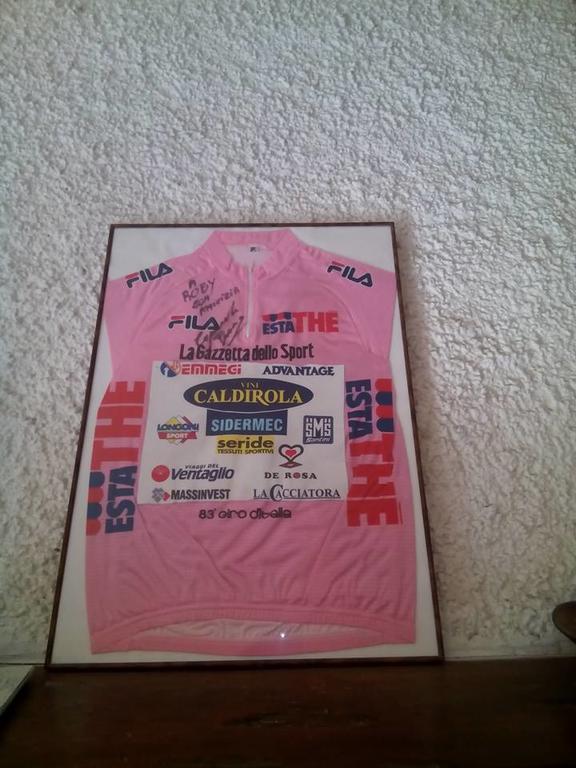 FILA
FILA
A
ROBY
CON
AMICIZIA
FILA
ESTATHE
La Gazzetta dello Sport
EMMEGI
ADVANTAGE
VINI
CALDIROLA
LONGONI
SPORT
SIDERMEC
SMS
Santini
seride
TESSUTI SPORTIVI
VIAGGI DEL
Ventaglio
DE ROSA
MASSINVEST
LA CACCIATORA
83° Giro d'Italia
ESTATHE
ESTATHE